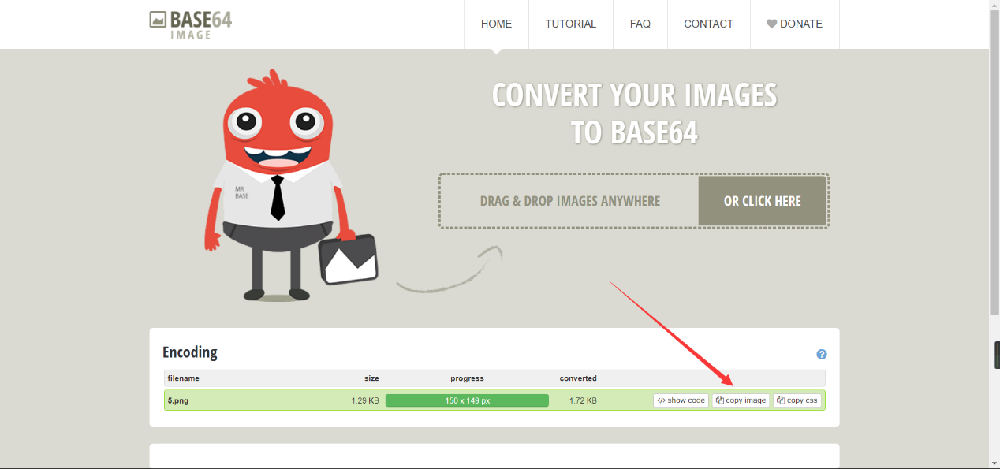 BASE64
IMAGE
HOME
TUTORIAL
FAQ
CONTACT
DONATE
CONVERT YOUR IMAGES
TO BASE64
MR
BASE
DRAG & DROP IMAGES ANYWHERE
OR CLICK HERE
Encoding
?
filename size progress converted
5.png 1.29 KB 150 x 149 px 1.72 KB </> show code copy image copy css